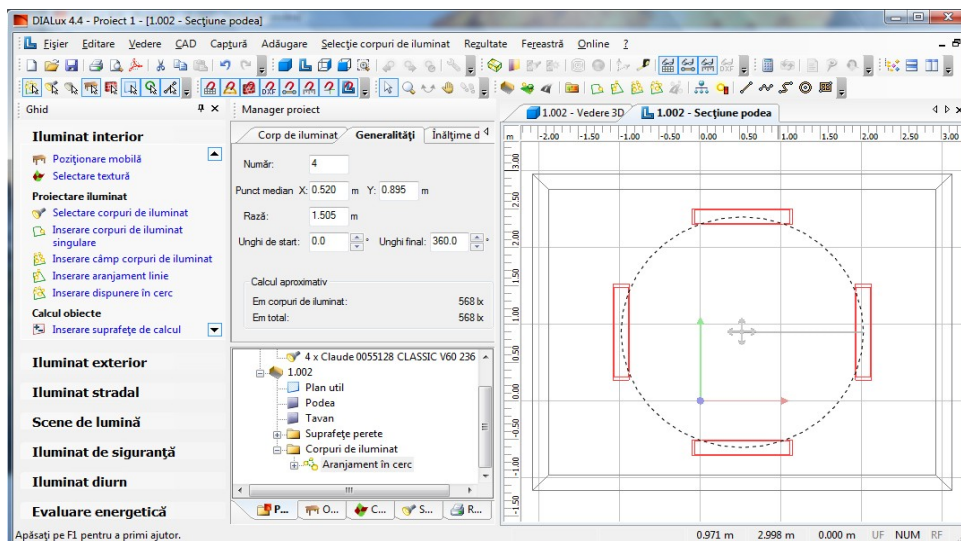 DIALux 4.4 - Proiect 1 - [1.002 - Secțiune podea]
Fișier Editare Vedere CAD Captură Adăugare Selecție corpuri de iluminat Rezultate Fereastră Online ?
Ghid
Iluminat interior
Poziționare mobilă
Selectare textură
Proiectare iluminat
Selectare corpuri de iluminat
Inserare corpuri de iluminat
singulare
Inserare câmp corpuri de iluminat
Inserare aranjament linie
Inserare dispunere în cerc
Calcul obiecte
Inserare suprafețe de calcul
Iluminat exterior
Iluminat stradal
Scene de lumină
Iluminat de siguranță
Iluminat diurn
Evaluare energetică
Manager proiect
Corp de iluminat Generalități Înălțime d
Număr: 4
Punct median X: 0.520 m Y: 0.895 m
Rază: 1.505 m
Unghi de start: 0.0 ° Unghi final: 360.0 °
Calcul aproximativ
Em corpuri de iluminat: 568 lx
Em total: 568 lx
4 x Claude 0055128 CLASSIC V60 236
1.002
Plan util
Podea
Tavan
Suprafețe perete
Corpuri de iluminat
Aranjament în cerc
P... O... C... S... R...
1.002 - Vedere 3D 1.002 - Secțiune podea
m -2.00 -1.50 -1.00 -0.50 0.00 0.50 1.00 1.50 2.00 2.50 3.00
3.00
2.50
2.00
1.50
1.00
0.50
0.00
-0.50
-1.00
-1.50
Apăsați pe F1 pentru a primi ajutor. 0.971 m 2.998 m 0.000 m UF NUM RF